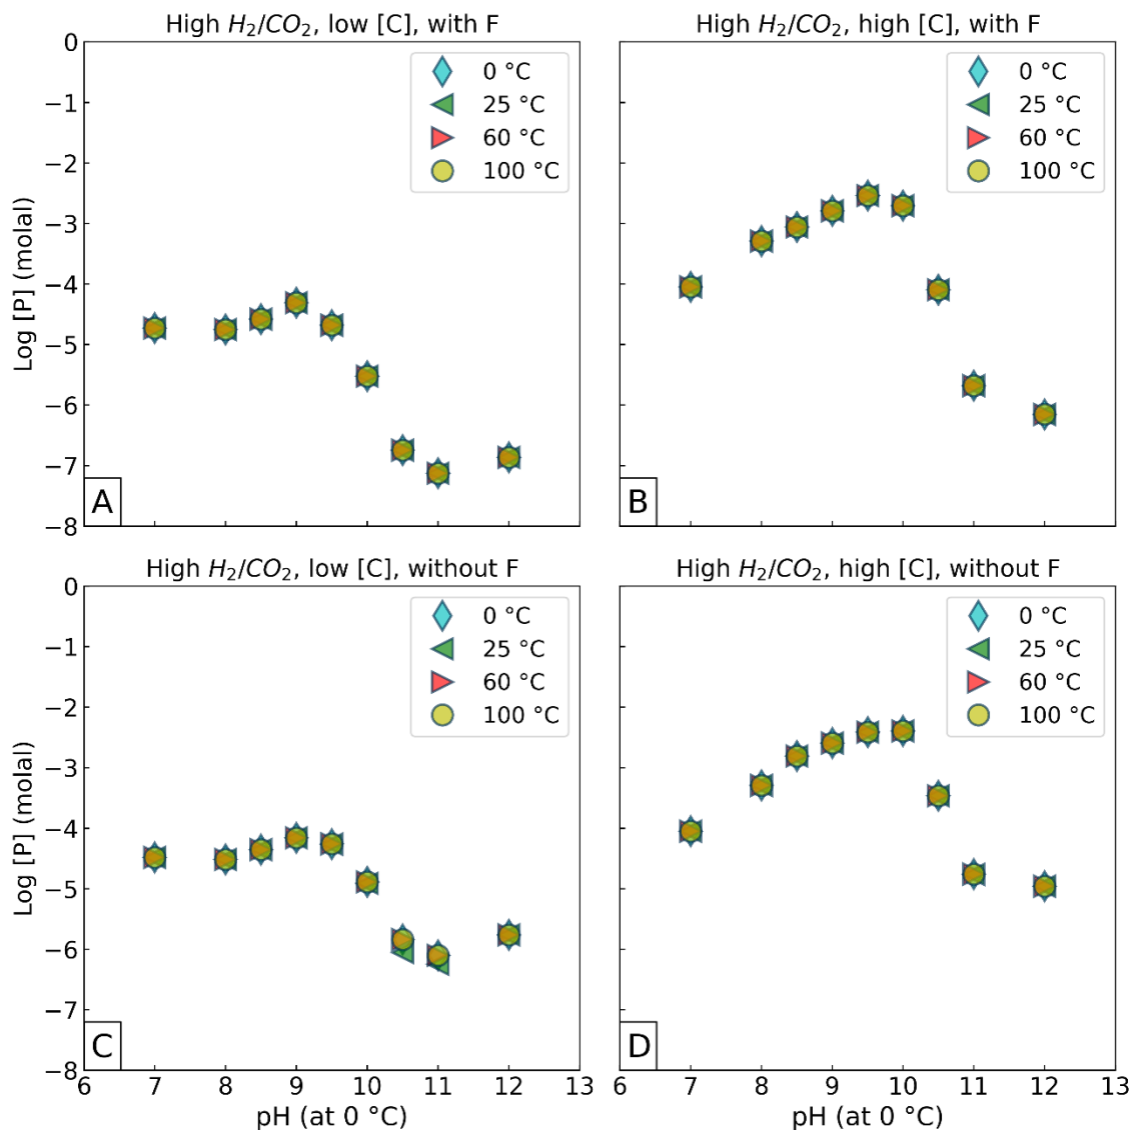 High H₂/CO₂, low [C], with F
0 °C
25 °C
60 °C
100 °C
0
−1
−2
−3
−4
−5
−6
−7
−8
Log [P] (molal)
A
High H₂/CO₂, high [C], with F
0 °C
25 °C
60 °C
100 °C
B
High H₂/CO₂, low [C], without F
0 °C
25 °C
60 °C
100 °C
0
−1
−2
−3
−4
−5
−6
−7
−8
Log [P] (molal)
C
6 7 8 9 10 11 12 13
pH (at 0 °C)
High H₂/CO₂, high [C], without F
0 °C
25 °C
60 °C
100 °C
D
6 7 8 9 10 11 12 13
pH (at 0 °C)